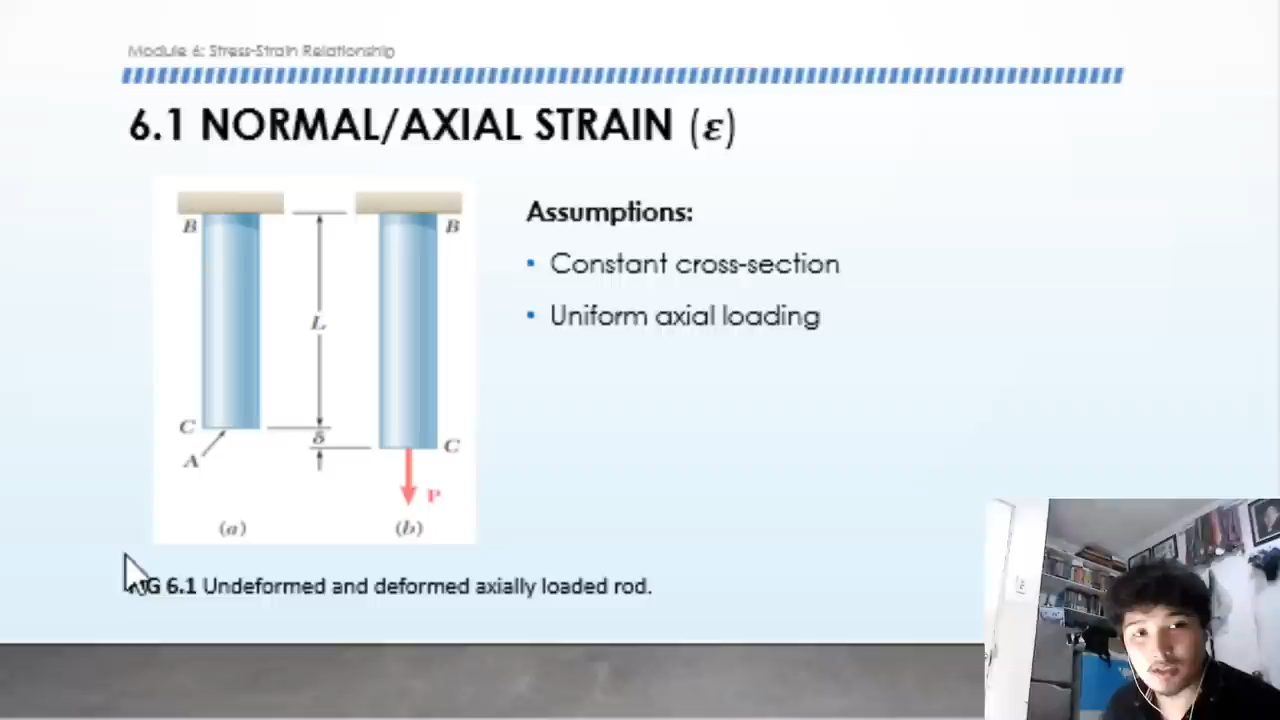 Module 6: Stress-Strain Relationship
6.1 NORMAL/AXIAL STRAIN (ε)
B
B
L
C
δ
C
A
P
(a)
(b)
Assumptions:
• Constant cross-section
• Uniform axial loading
6.1 Undeformed and deformed axially loaded rod.